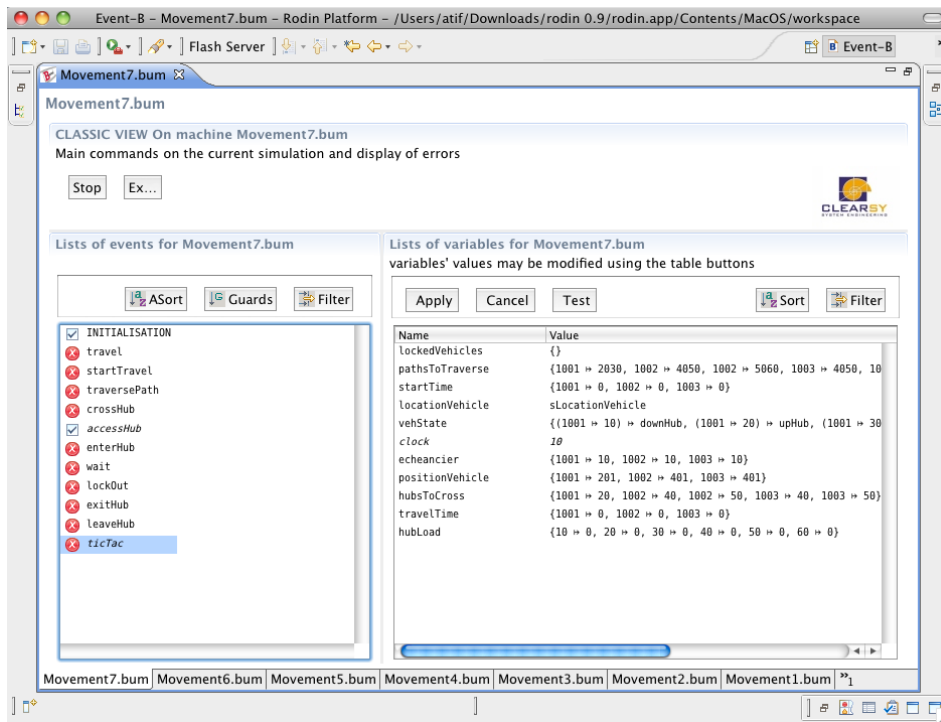 Event-B - Movement7.bum - Rodin Platform - /Users/atif/Downloads/rodin 0.9/rodin.app/Contents/MacOS/workspace
Flash Server
Event-B
Movement7.bum
Movement7.bum
CLASSIC VIEW On machine Movement7.bum
Main commands on the current simulation and display of errors
Stop Ex...
CLEARSY
SYSTEM ENGINEERING
Lists of events for Movement7.bum
ASort Guards Filter
INITIALISATION
travel
startTravel
traversePath
crossHub
accessHub
enterHub
wait
lockOut
exitHub
leaveHub
ticTac
Lists of variables for Movement7.bum
variables' values may be modified using the table buttons
Apply Cancel Test Sort Filter
Name Value
lockedVehicles {}
pathsToTraverse {1001 ↦ 2030, 1002 ↦ 4050, 1002 ↦ 5060, 1003 ↦ 4050, 10
startTime {1001 ↦ 0, 1002 ↦ 0, 1003 ↦ 0}
locationVehicle sLocationVehicle
vehState {(1001 ↦ 10) ↦ downHub, (1001 ↦ 20) ↦ upHub, (1001 ↦ 30
clock 10
echeancier {1001 ↦ 10, 1002 ↦ 10, 1003 ↦ 10}
positionVehicle {1001 ↦ 201, 1002 ↦ 401, 1003 ↦ 401}
hubsToCross {1001 ↦ 20, 1002 ↦ 40, 1002 ↦ 50, 1003 ↦ 40, 1003 ↦ 50}
travelTime {1001 ↦ 0, 1002 ↦ 0, 1003 ↦ 0}
hubLoad {10 ↦ 0, 20 ↦ 0, 30 ↦ 0, 40 ↦ 0, 50 ↦ 0, 60 ↦ 0}
Movement7.bum Movement6.bum Movement5.bum Movement4.bum Movement3.bum Movement2.bum Movement1.bum »1